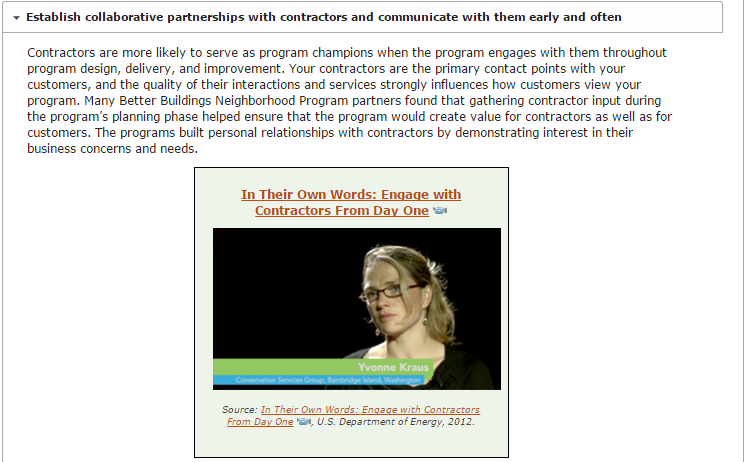 Establish collaborative partnerships with contractors and communicate with them early and often
Contractors are more likely to serve as program champions when the program engages with them throughout
program design, delivery, and improvement. Your contractors are the primary contact points with your
customers, and the quality of their interactions and services strongly influences how customers view your
program. Many Better Buildings Neighborhood Program partners found that gathering contractor input during
the program's planning phase helped ensure that the program would create value for contractors as well as for
customers. The programs built personal relationships with contractors by demonstrating interest in their
business concerns and needs.
In Their Own Words: Engage with
Contractors From Day One
Yvonne Kraus
Conservation Services Group, Bainbridge Island, Washington
Source: In Their Own Words: Engage with Contractors
From Day One , U.S. Department of Energy, 2012.